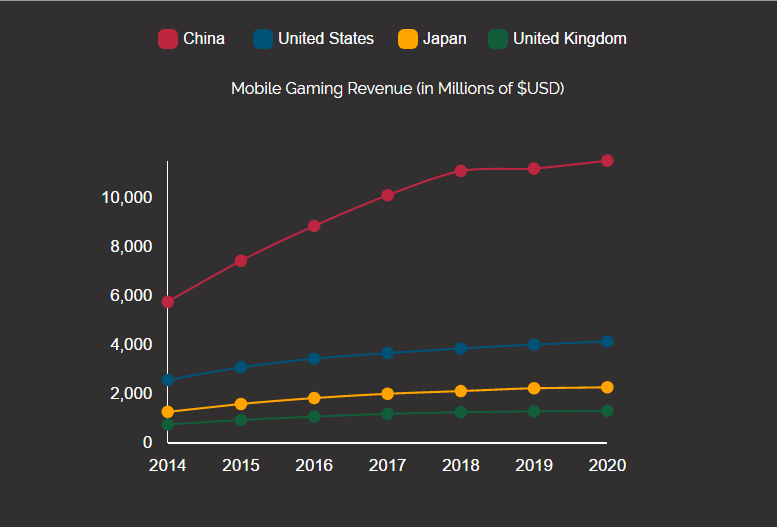 China United States Japan United Kingdom
Mobile Gaming Revenue (in Millions of $USD)
10,000
8,000
6,000
4,000
2,000
0
2014 2015 2016 2017 2018 2019 2020